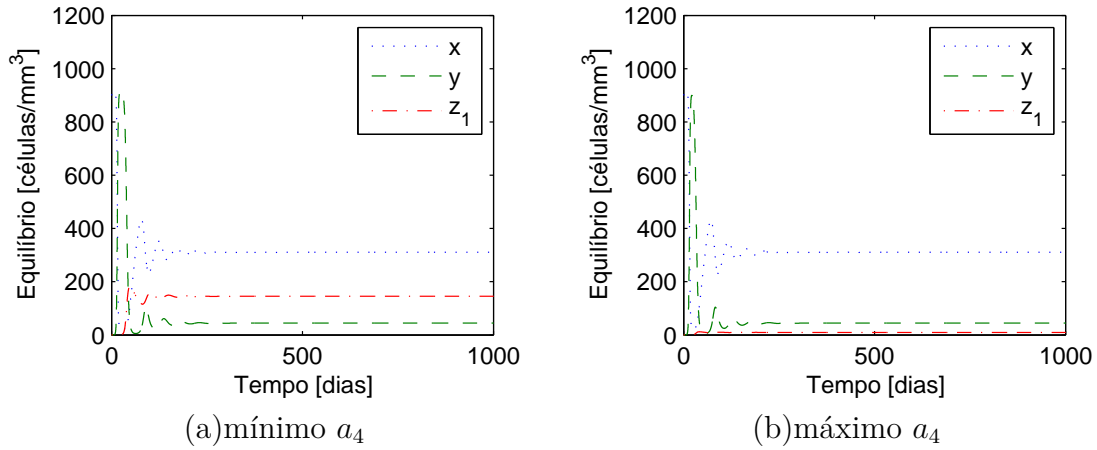 1200
1000
800
600
400
200
0
0
500
1000
Equilíbrio [células/mm³]
Tempo [dias]
x
y
z₁
(a)mínimo a₄
1200
1000
800
600
400
200
0
0
500
1000
Equilíbrio [células/mm³]
Tempo [dias]
x
y
z₁
(b)máximo a₄